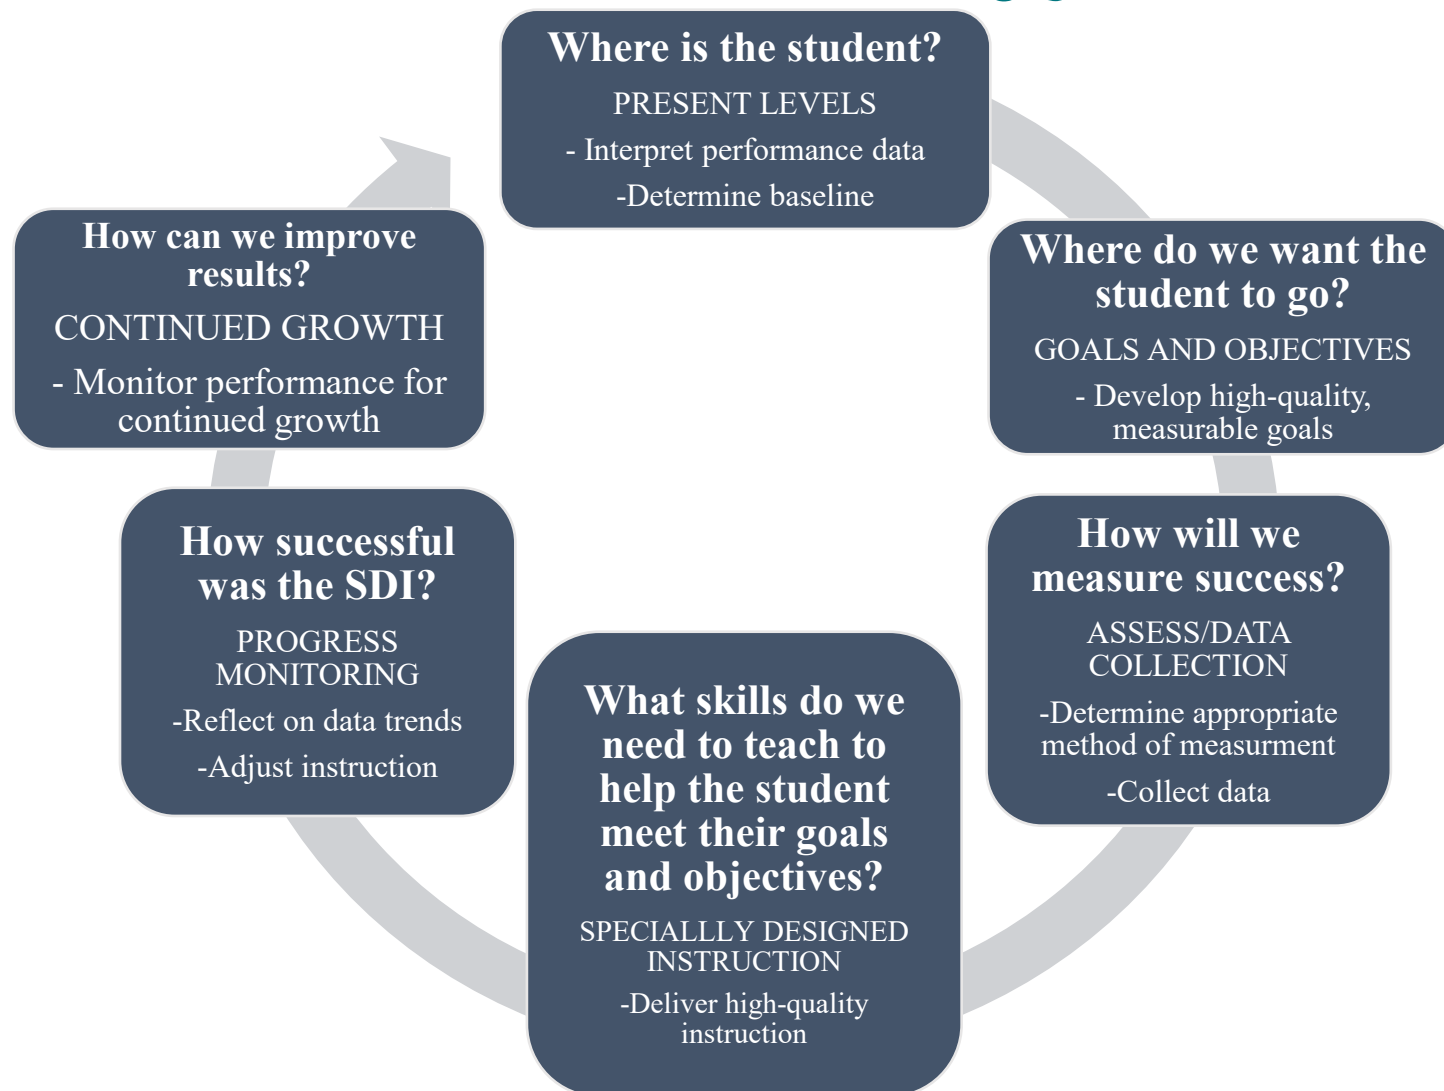 Where is the student?
PRESENT LEVELS
- Interpret performance data
-Determine baseline
Where do we want the
student to go?
GOALS AND OBJECTIVES
- Develop high-quality,
measurable goals
How will we
measure success?
ASSESS/DATA
COLLECTION
-Determine appropriate
method of measurment
-Collect data
What skills do we
need to teach to
help the student
meet their goals
and objectives?
SPECIALLLY DESIGNED
INSTRUCTION
-Deliver high-quality
instruction
How successful
was the SDI?
PROGRESS
MONITORING
-Reflect on data trends
-Adjust instruction
How can we improve
results?
CONTINUED GROWTH
- Monitor performance for
continued growth